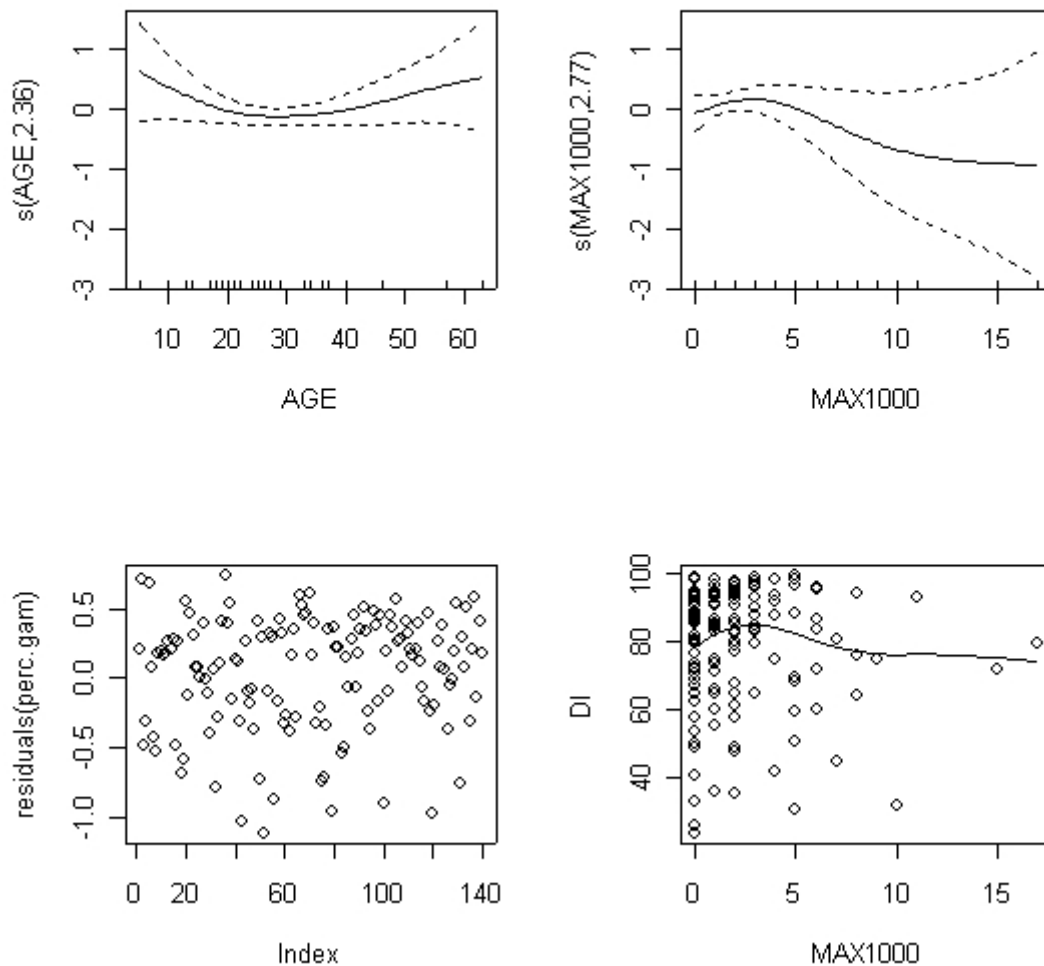 s(AGE,2.36)
1
0
-1
-2
-3
10 20 30 40 50 60
AGE
s(MAX1000,2.77)
1
0
-1
-2
-3
0 5 10 15
MAX1000
residuals(perc.gam)
0.5
0.0
-0.5
-1.0
0 20 60 100 140
Index
DI
100
80
60
40
0 5 10 15
MAX1000